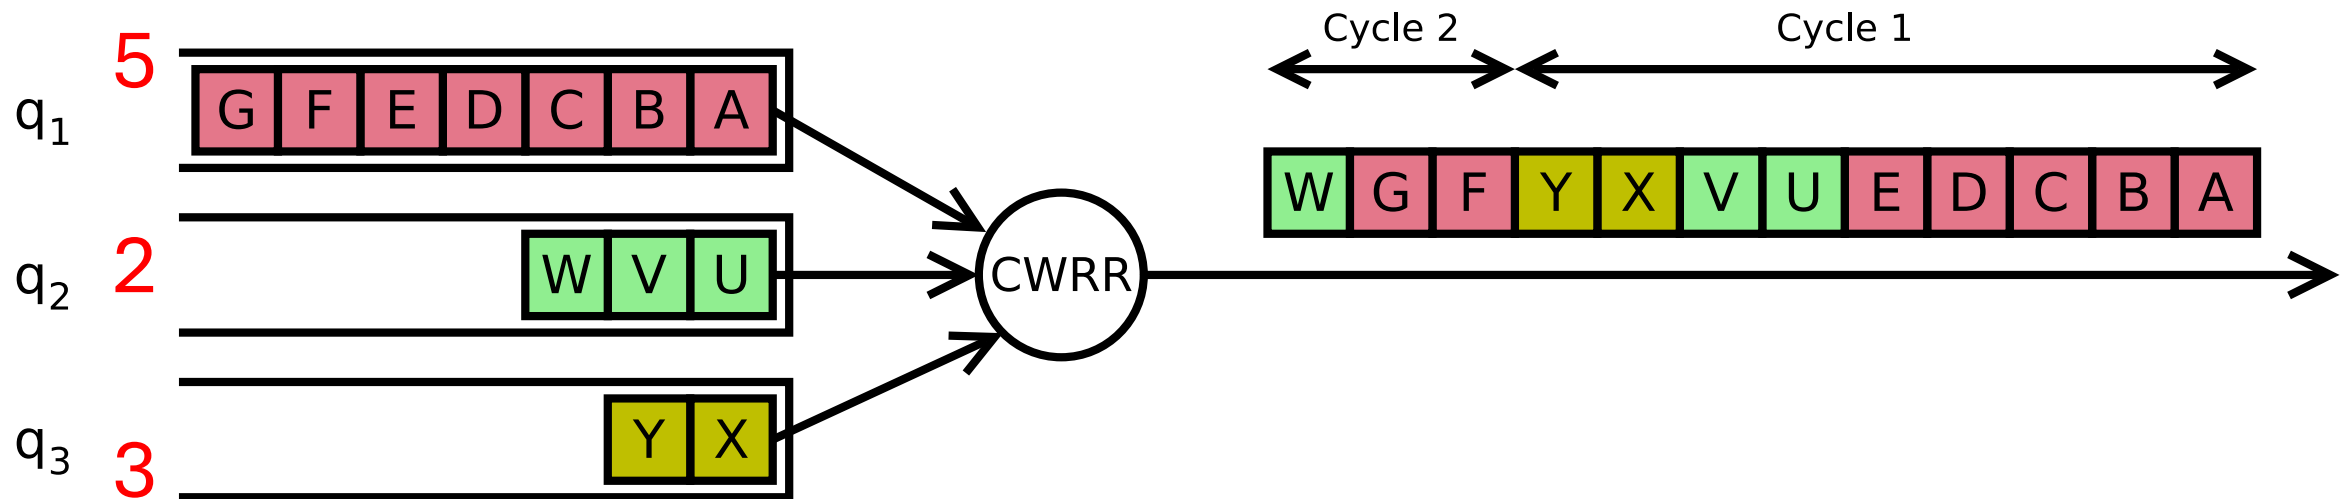 Cycle 2 Cycle 1
5
q1 G F E D C B A
W G F Y X V U E D C B A
2
q2 W V U CWRR
q3 Y X
3